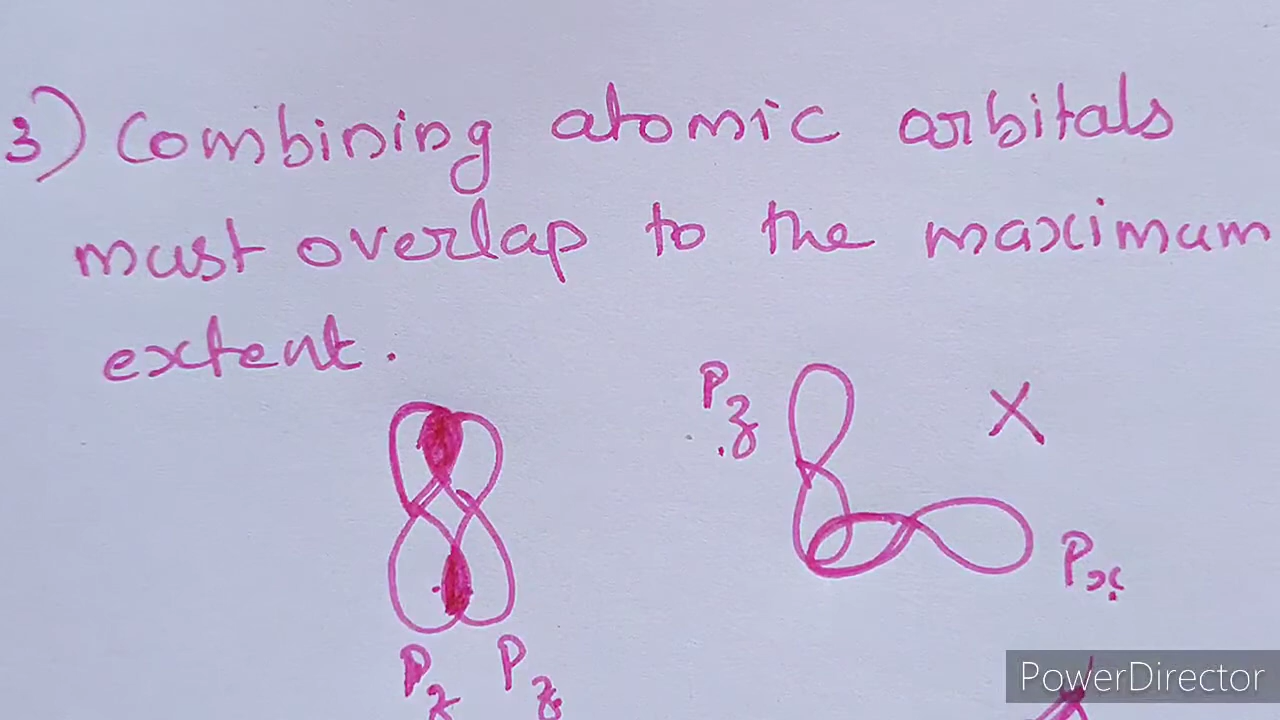 3) Combining atomic orbitals
must overlap to the maximum
extent.
Pz
X
Px
Pz Pz
PowerDirector